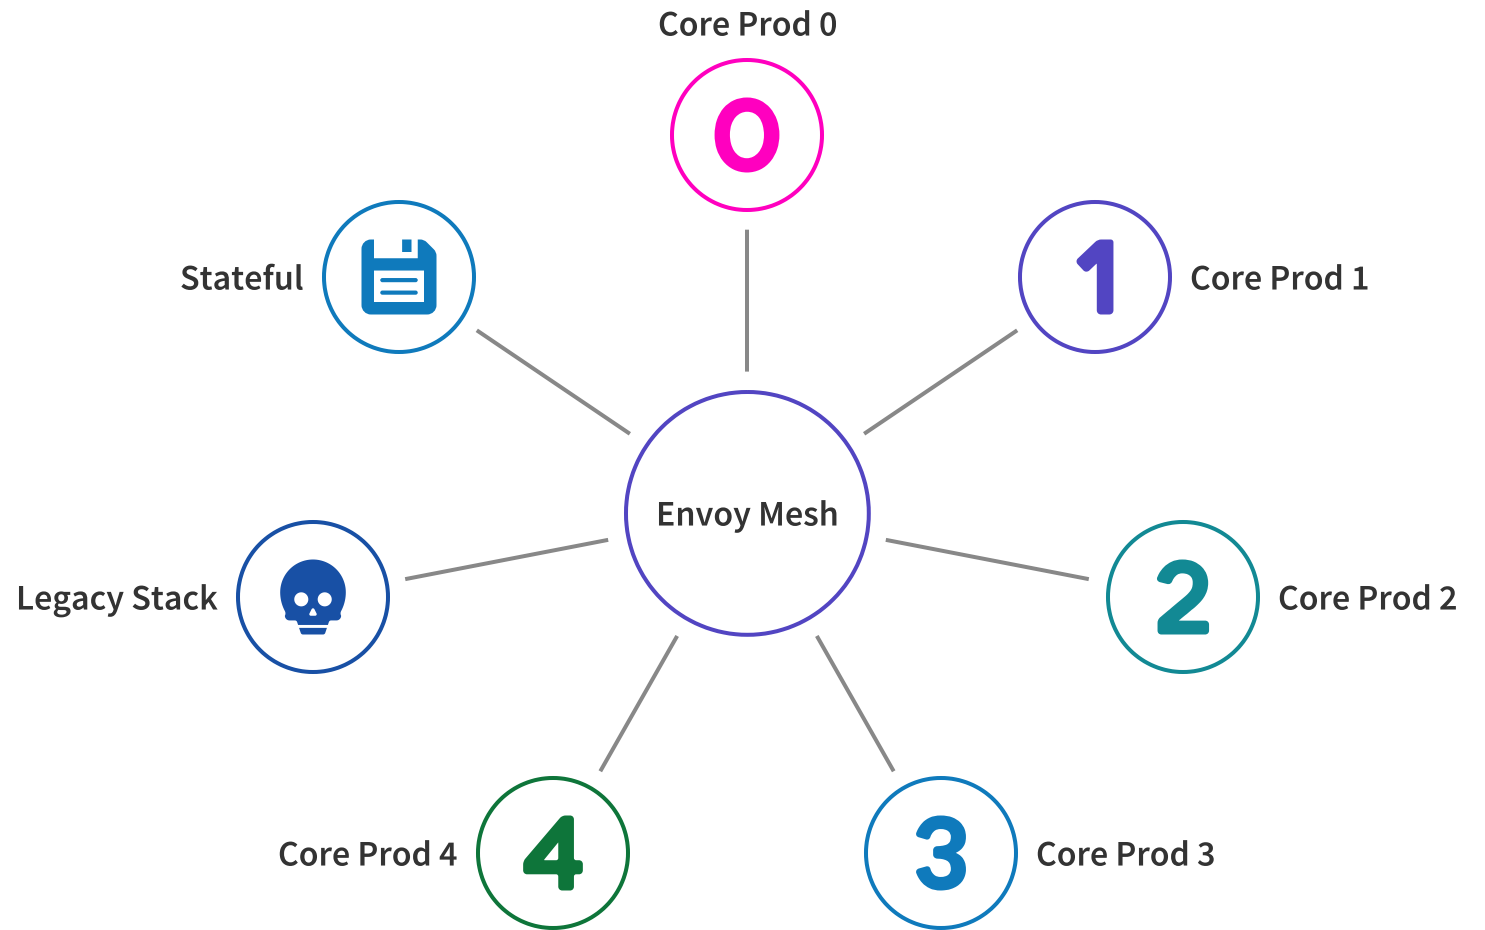 Core Prod 0
0
Stateful
1
Core Prod 1
Envoy Mesh
Legacy Stack
2
Core Prod 2
Core Prod 4
4
3
Core Prod 3